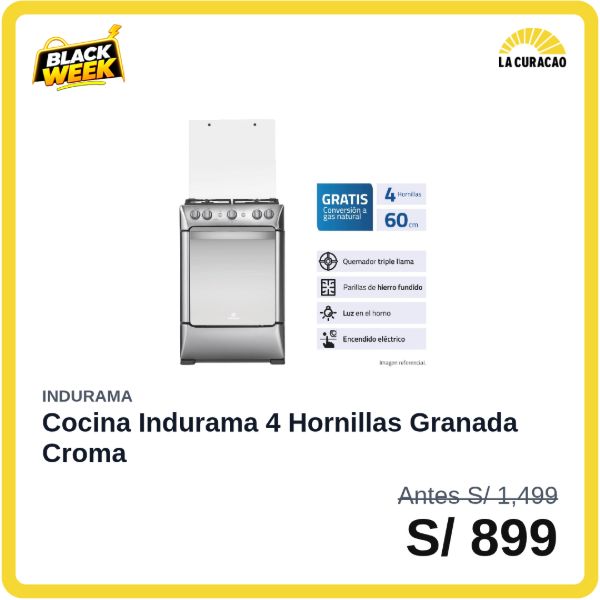 BLACK
WEEK
LA CURACAO
GRATIS
Conversión a
gas natural
4 Hornillas
60 cm
Quemador triple llama
Parillas de hierro fundido
Luz en el horno
Encendido eléctrico
Imagen referencial.
INDURAMA
Cocina Indurama 4 Hornillas Granada
Croma
Antes S/ 1,499
S/ 899